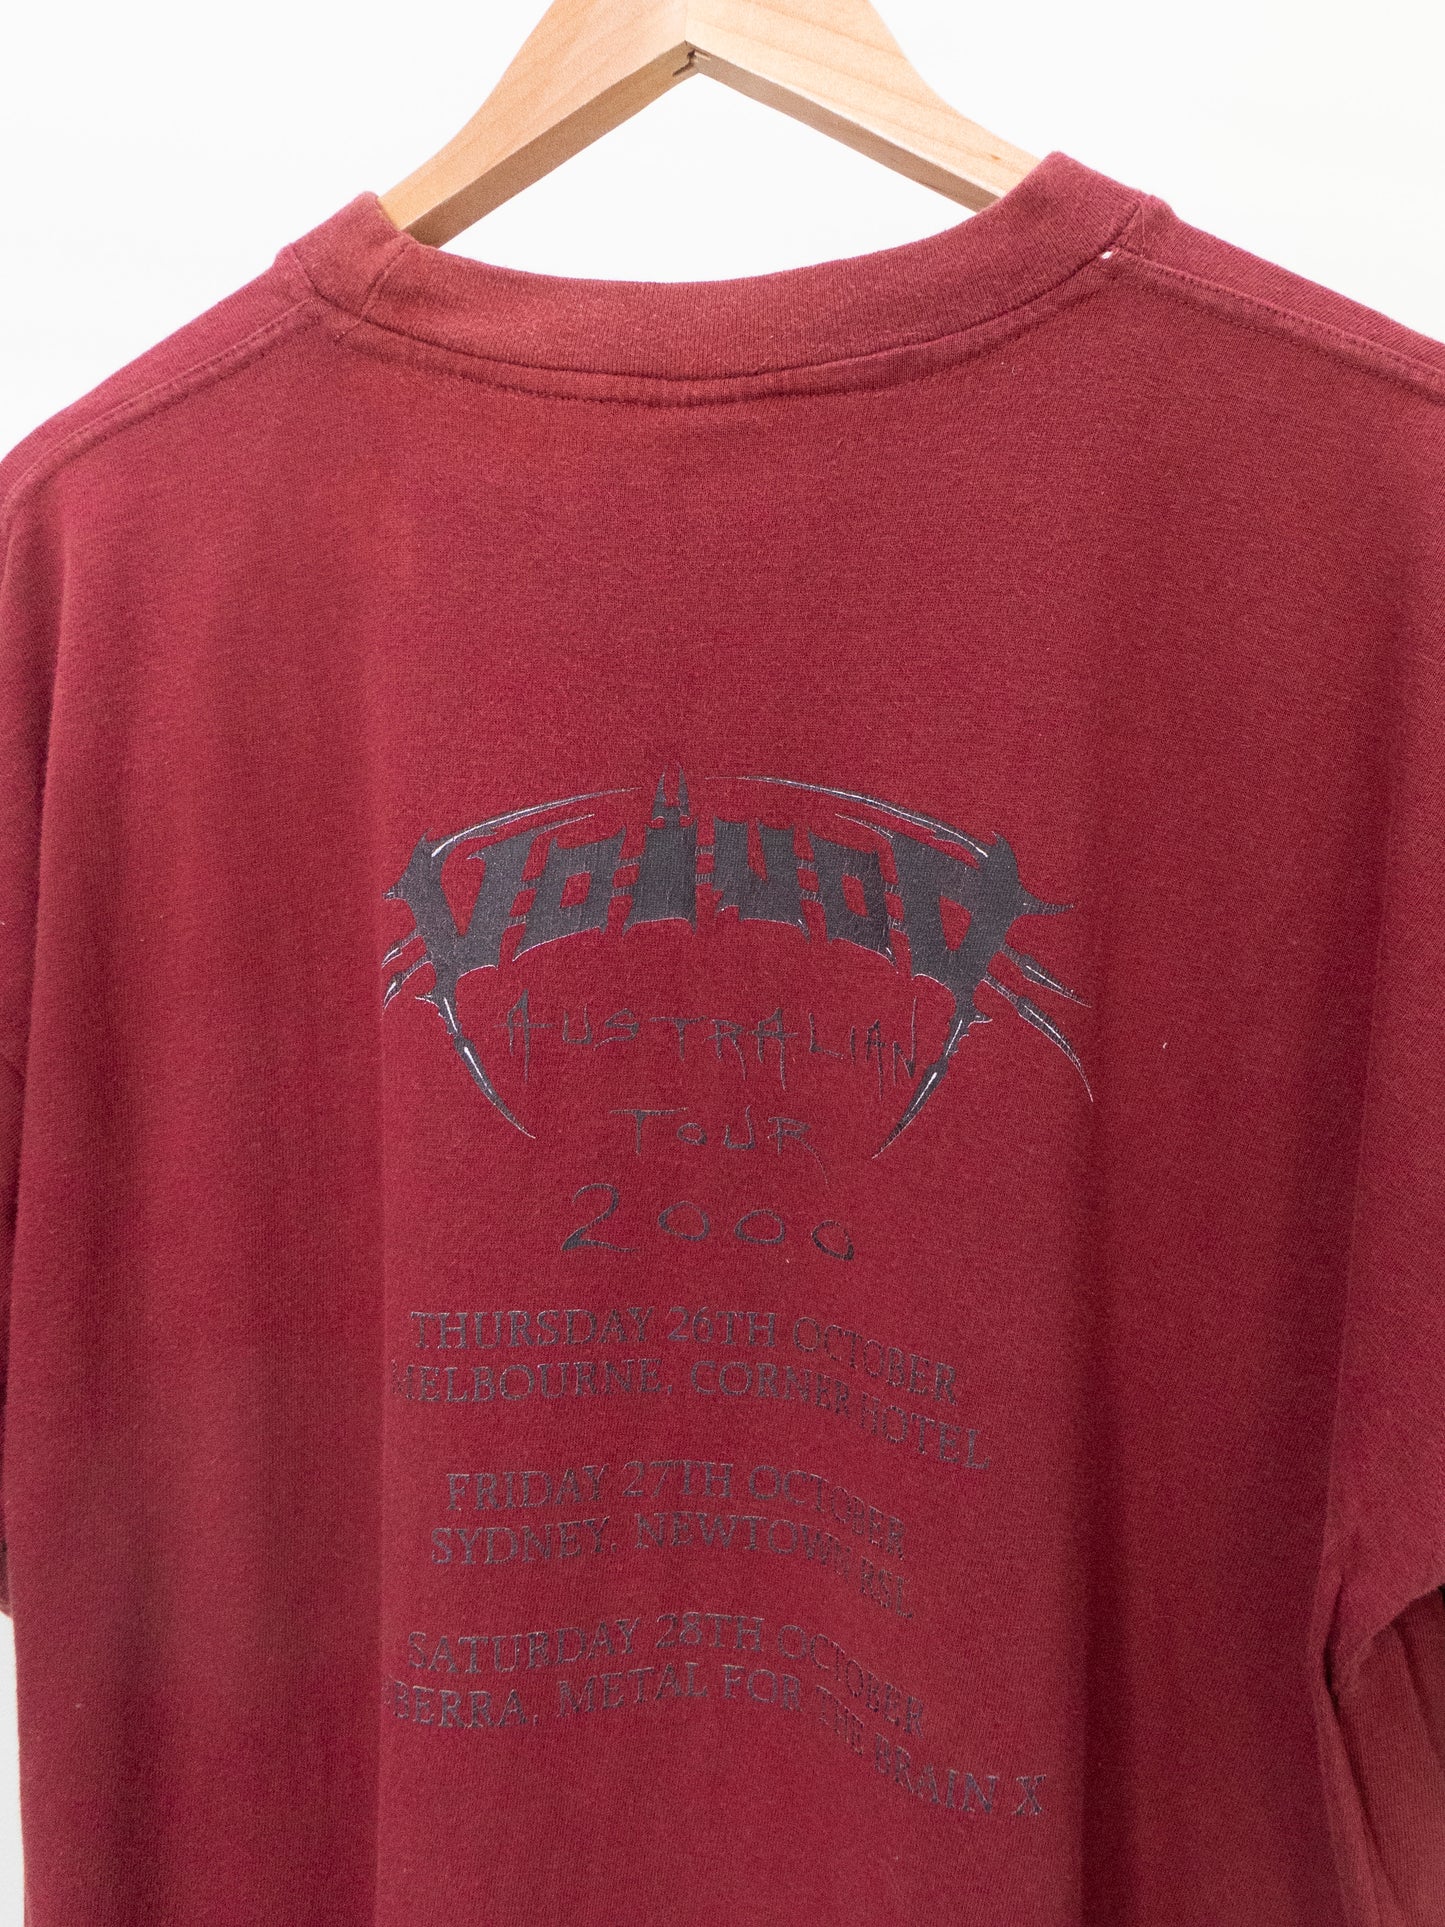 VOIVOD
AUSTRALIAN
TOUR
2000
THURSDAY 26TH OCTOBER
MELBOURNE, CORNER HOTEL
FRIDAY 27TH OCTOBER
SYDNEY, NEWTOWN RSL
SATURDAY 28TH OCTOBER
BERRA, METAL FOR THE BRAIN X